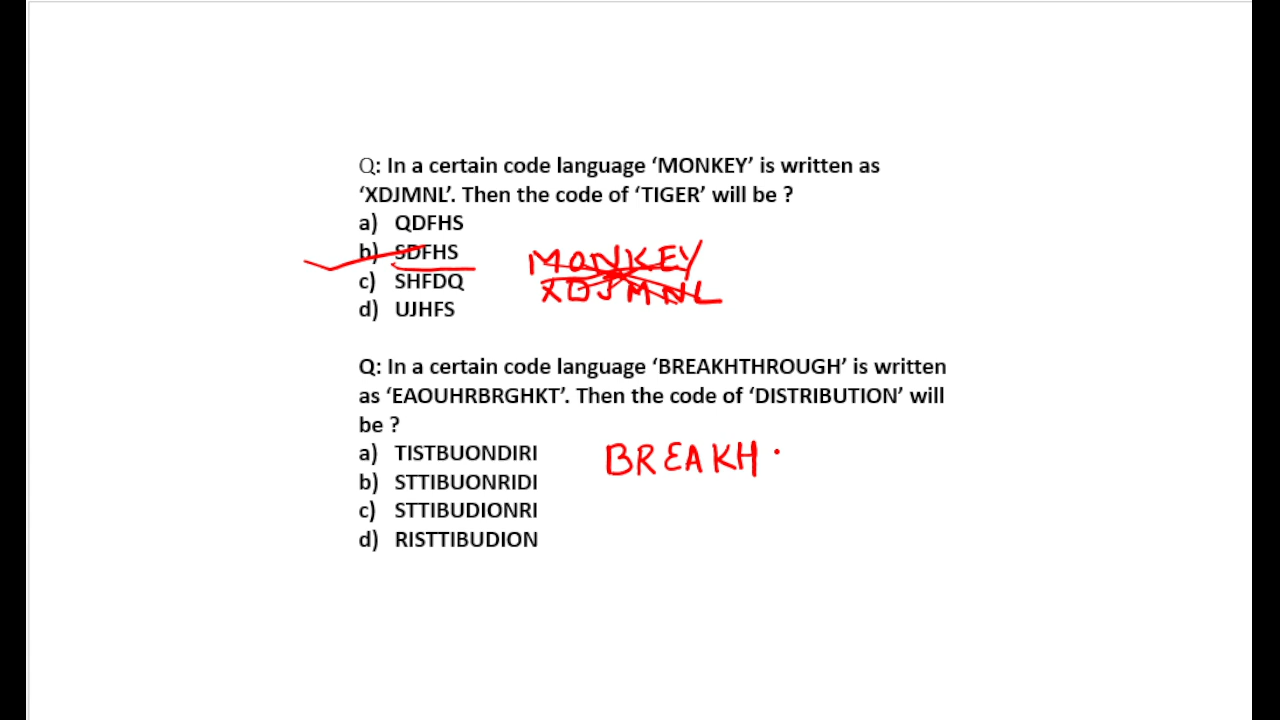 Q: In a certain code language ‘MONKEY’ is written as
‘XDJMNL’. Then the code of ‘TIGER’ will be ?
a) QDFHS
b) SDFHS
c) SHFDQ
d) UJHFS
MONKEY
XDJMNL
Q: In a certain code language ‘BREAKHTHROUGH’ is written
as ‘EAOUHRBRGHKT’. Then the code of ‘DISTRIBUTION’ will
be ?
a) TISTBUONDIRI
b) STTIBUONRIDI
c) STTIBUDIONRI
d) RISTTIBUDION
BREAKH